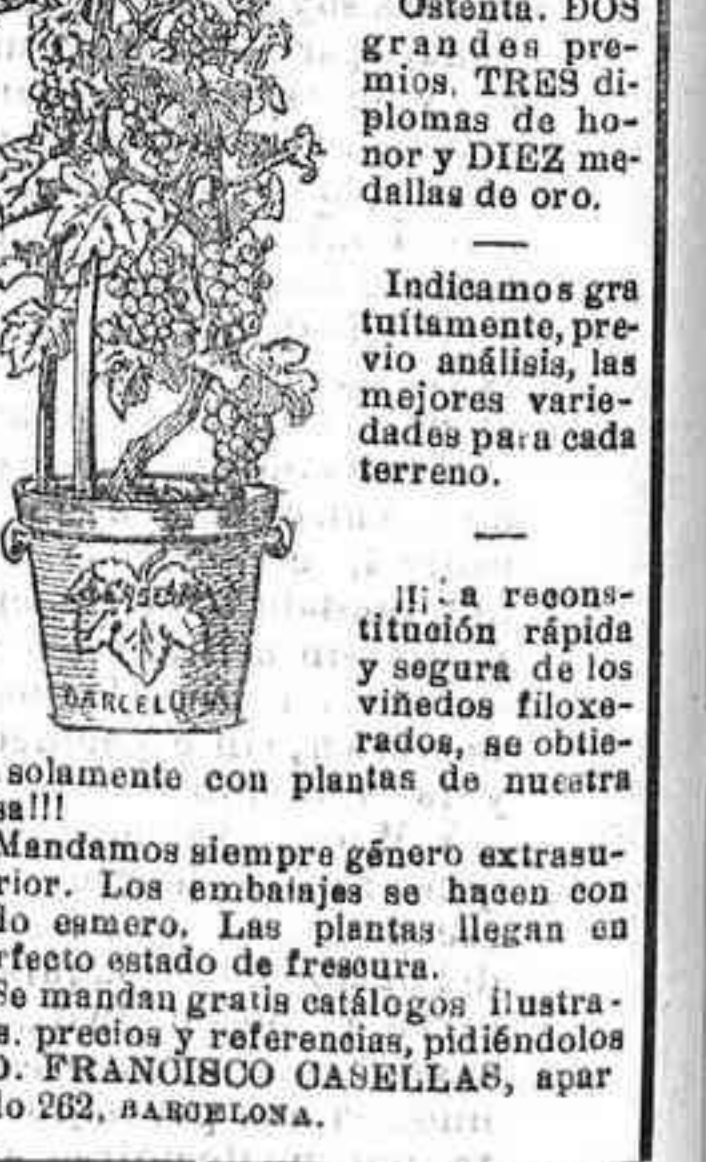 Ostenta. DOS
grandes pre-
mios, TRES di-
plomas de ho-
nor y DIEZ me-
dallas de oro.
Indicamos gra
tuítamente, pre-
vio análisis, las
mejores varie-
dades para cada
terreno.
¡¡¡La recons-
titución rápida
y segura de los
viñedos filoxe-
rados, se obtie-
solamente con plantas de nuestra
sa!!!
Mandamos siempre género extrasu-
rior. Los embalajes se hacen con
do esmero. Las plantas llegan en
rfecto estado de frescura.
Se mandan gratis catálogos ilustra-
s. precios y referencias, pidiéndolos
D. FRANCISCO CASELLAS, apar
do 262, BARCELONA.
BARCELONA